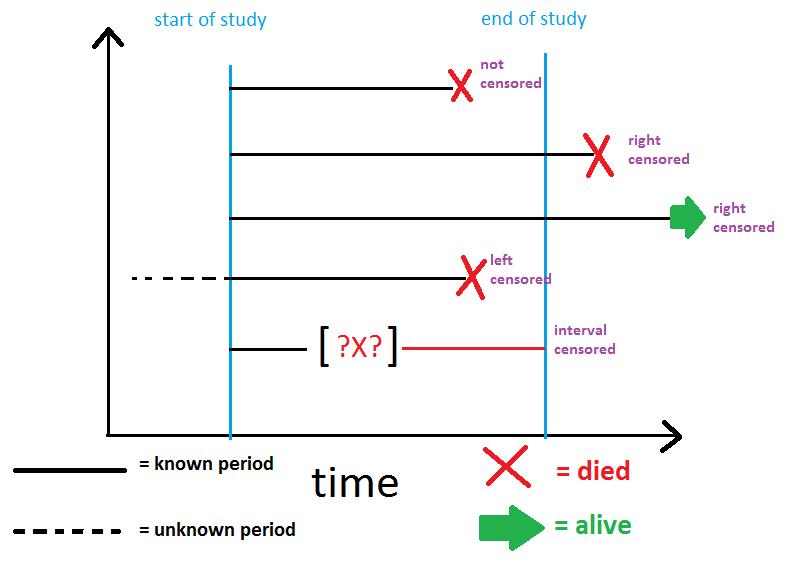 start of study
end of study
not
censored
right
censored
right
censored
left
censored
[ ?X? ]
interval
censored
= known period
time
= died
= unknown period
= alive